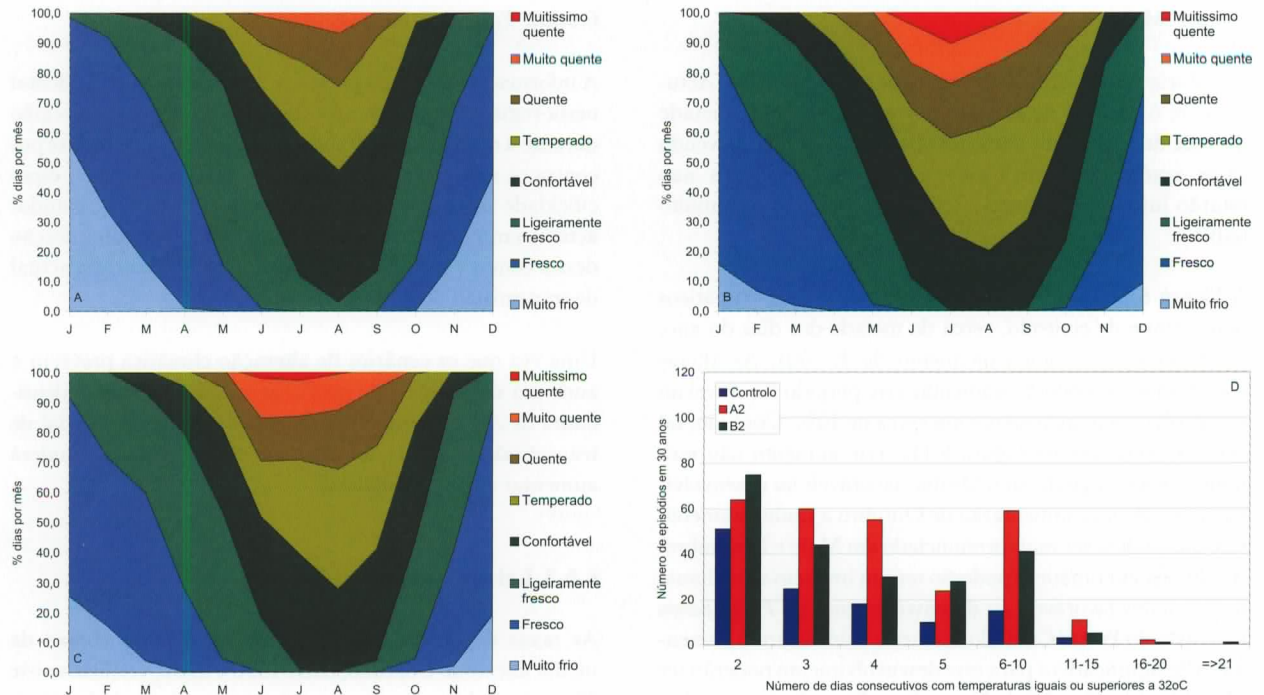 % dias por mês
100,0
90,0
80,0
70,0
60,0
50,0
40,0
30,0
20,0
10,0
0,0
A
J F M A M J J A S O N D
Muitissimo
quente
Muito quente
Quente
Temperado
Confortável
Ligeiramente
fresco
Fresco
Muito frio
% dias por mês
100,0
90,0
80,0
70,0
60,0
50,0
40,0
30,0
20,0
10,0
0,0
B
J F M A M J J A S O N D
Muitissimo
quente
Muito quente
Quente
Temperado
Confortável
Ligeiramente
fresco
Fresco
Muito frio
% dias por mês
100,0
90,0
80,0
70,0
60,0
50,0
40,0
30,0
20,0
10,0
0,0
C
J F M A M J J A S O N D
Muitissimo
quente
Muito quente
Quente
Temperado
Confortável
Ligeiramente
fresco
Fresco
Muito frio
Número de episódios em 30 anos
120
100
80
60
40
20
0
Controlo
A2
B2
D
2 3 4 5 6-10 11-15 16-20 =>21
Número de dias consecutivos com temperaturas iguais ou superiores a 32oC